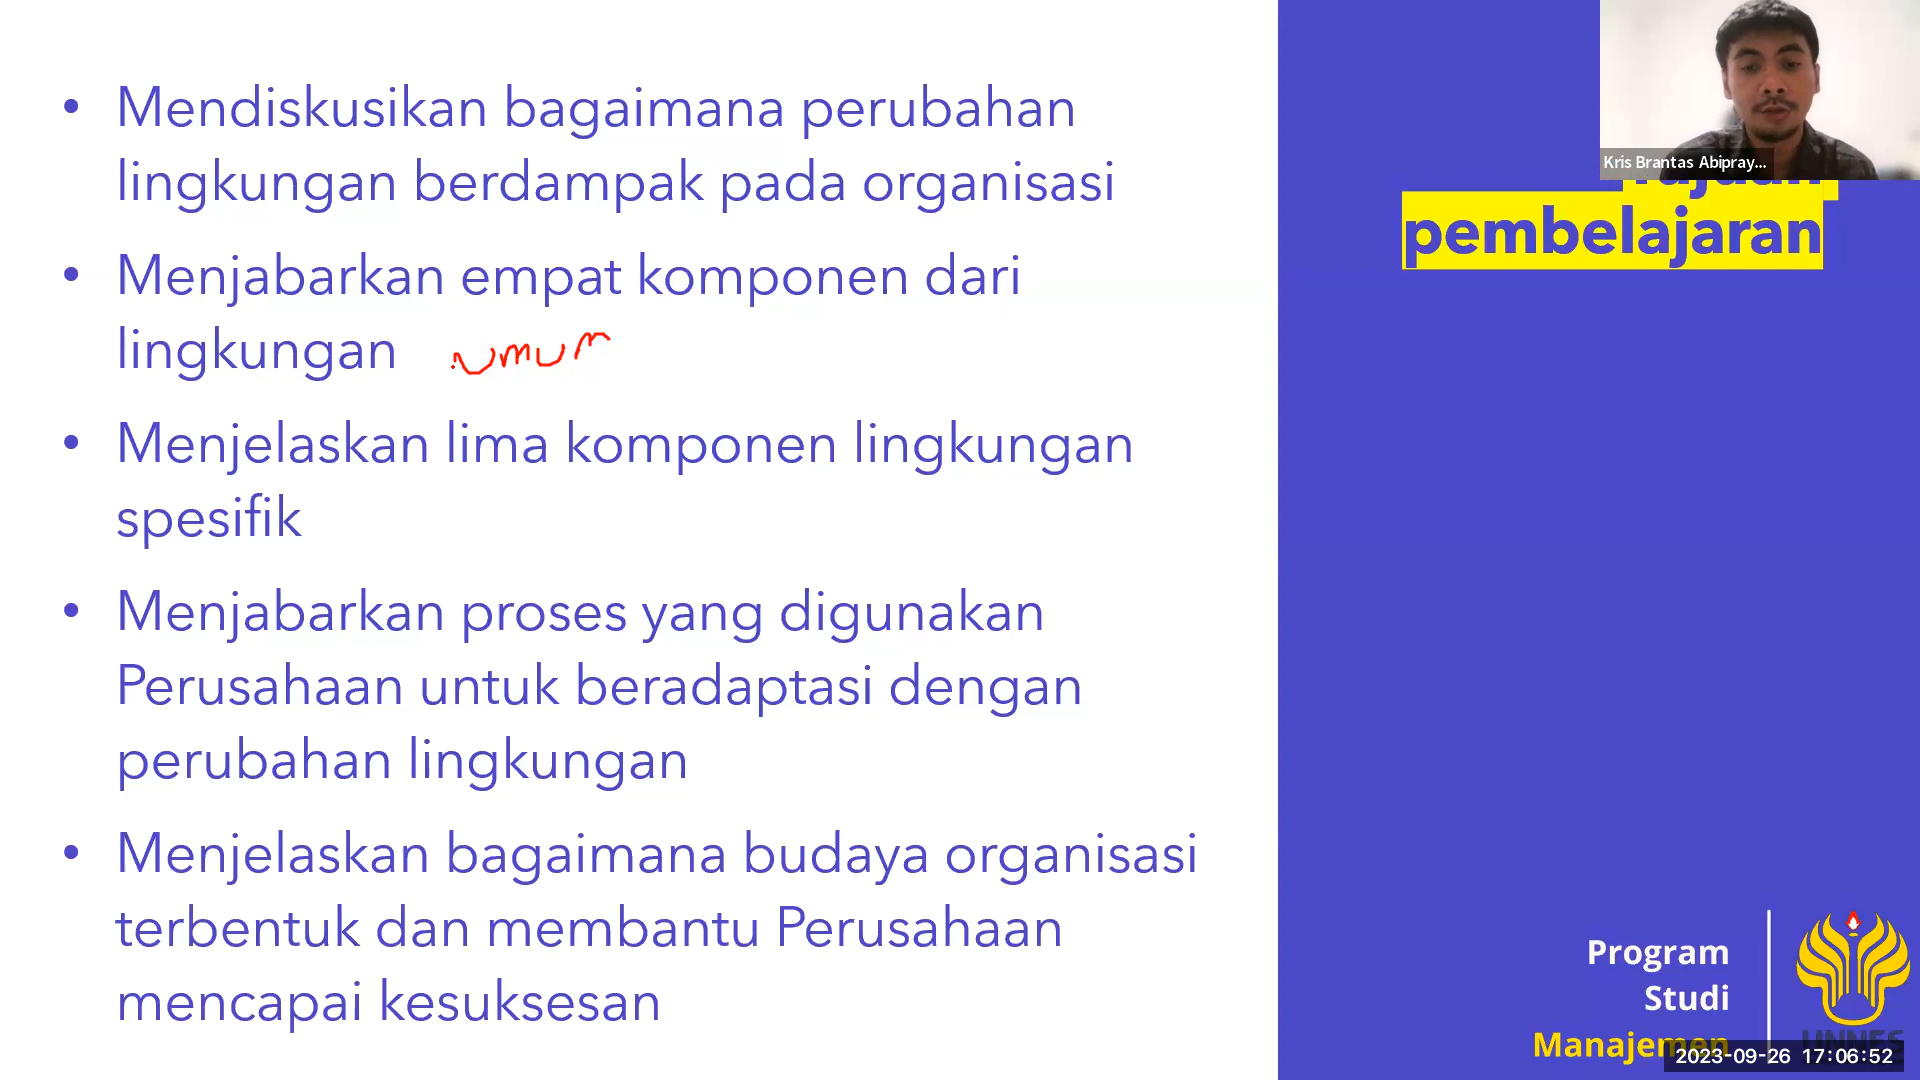 • Mendiskusikan bagaimana perubahan
lingkungan berdampak pada organisasi
• Menjabarkan empat komponen dari
lingkungan umum
• Menjelaskan lima komponen lingkungan
spesifik
• Menjabarkan proses yang digunakan
Perusahaan untuk beradaptasi dengan
perubahan lingkungan
• Menjelaskan bagaimana budaya organisasi
terbentuk dan membantu Perusahaan
mencapai kesuksesan
Kris Brantas Abipray...
pembelajaran
Program
Studi
Manajemen
UNNES
2023-09-26 17:06:52